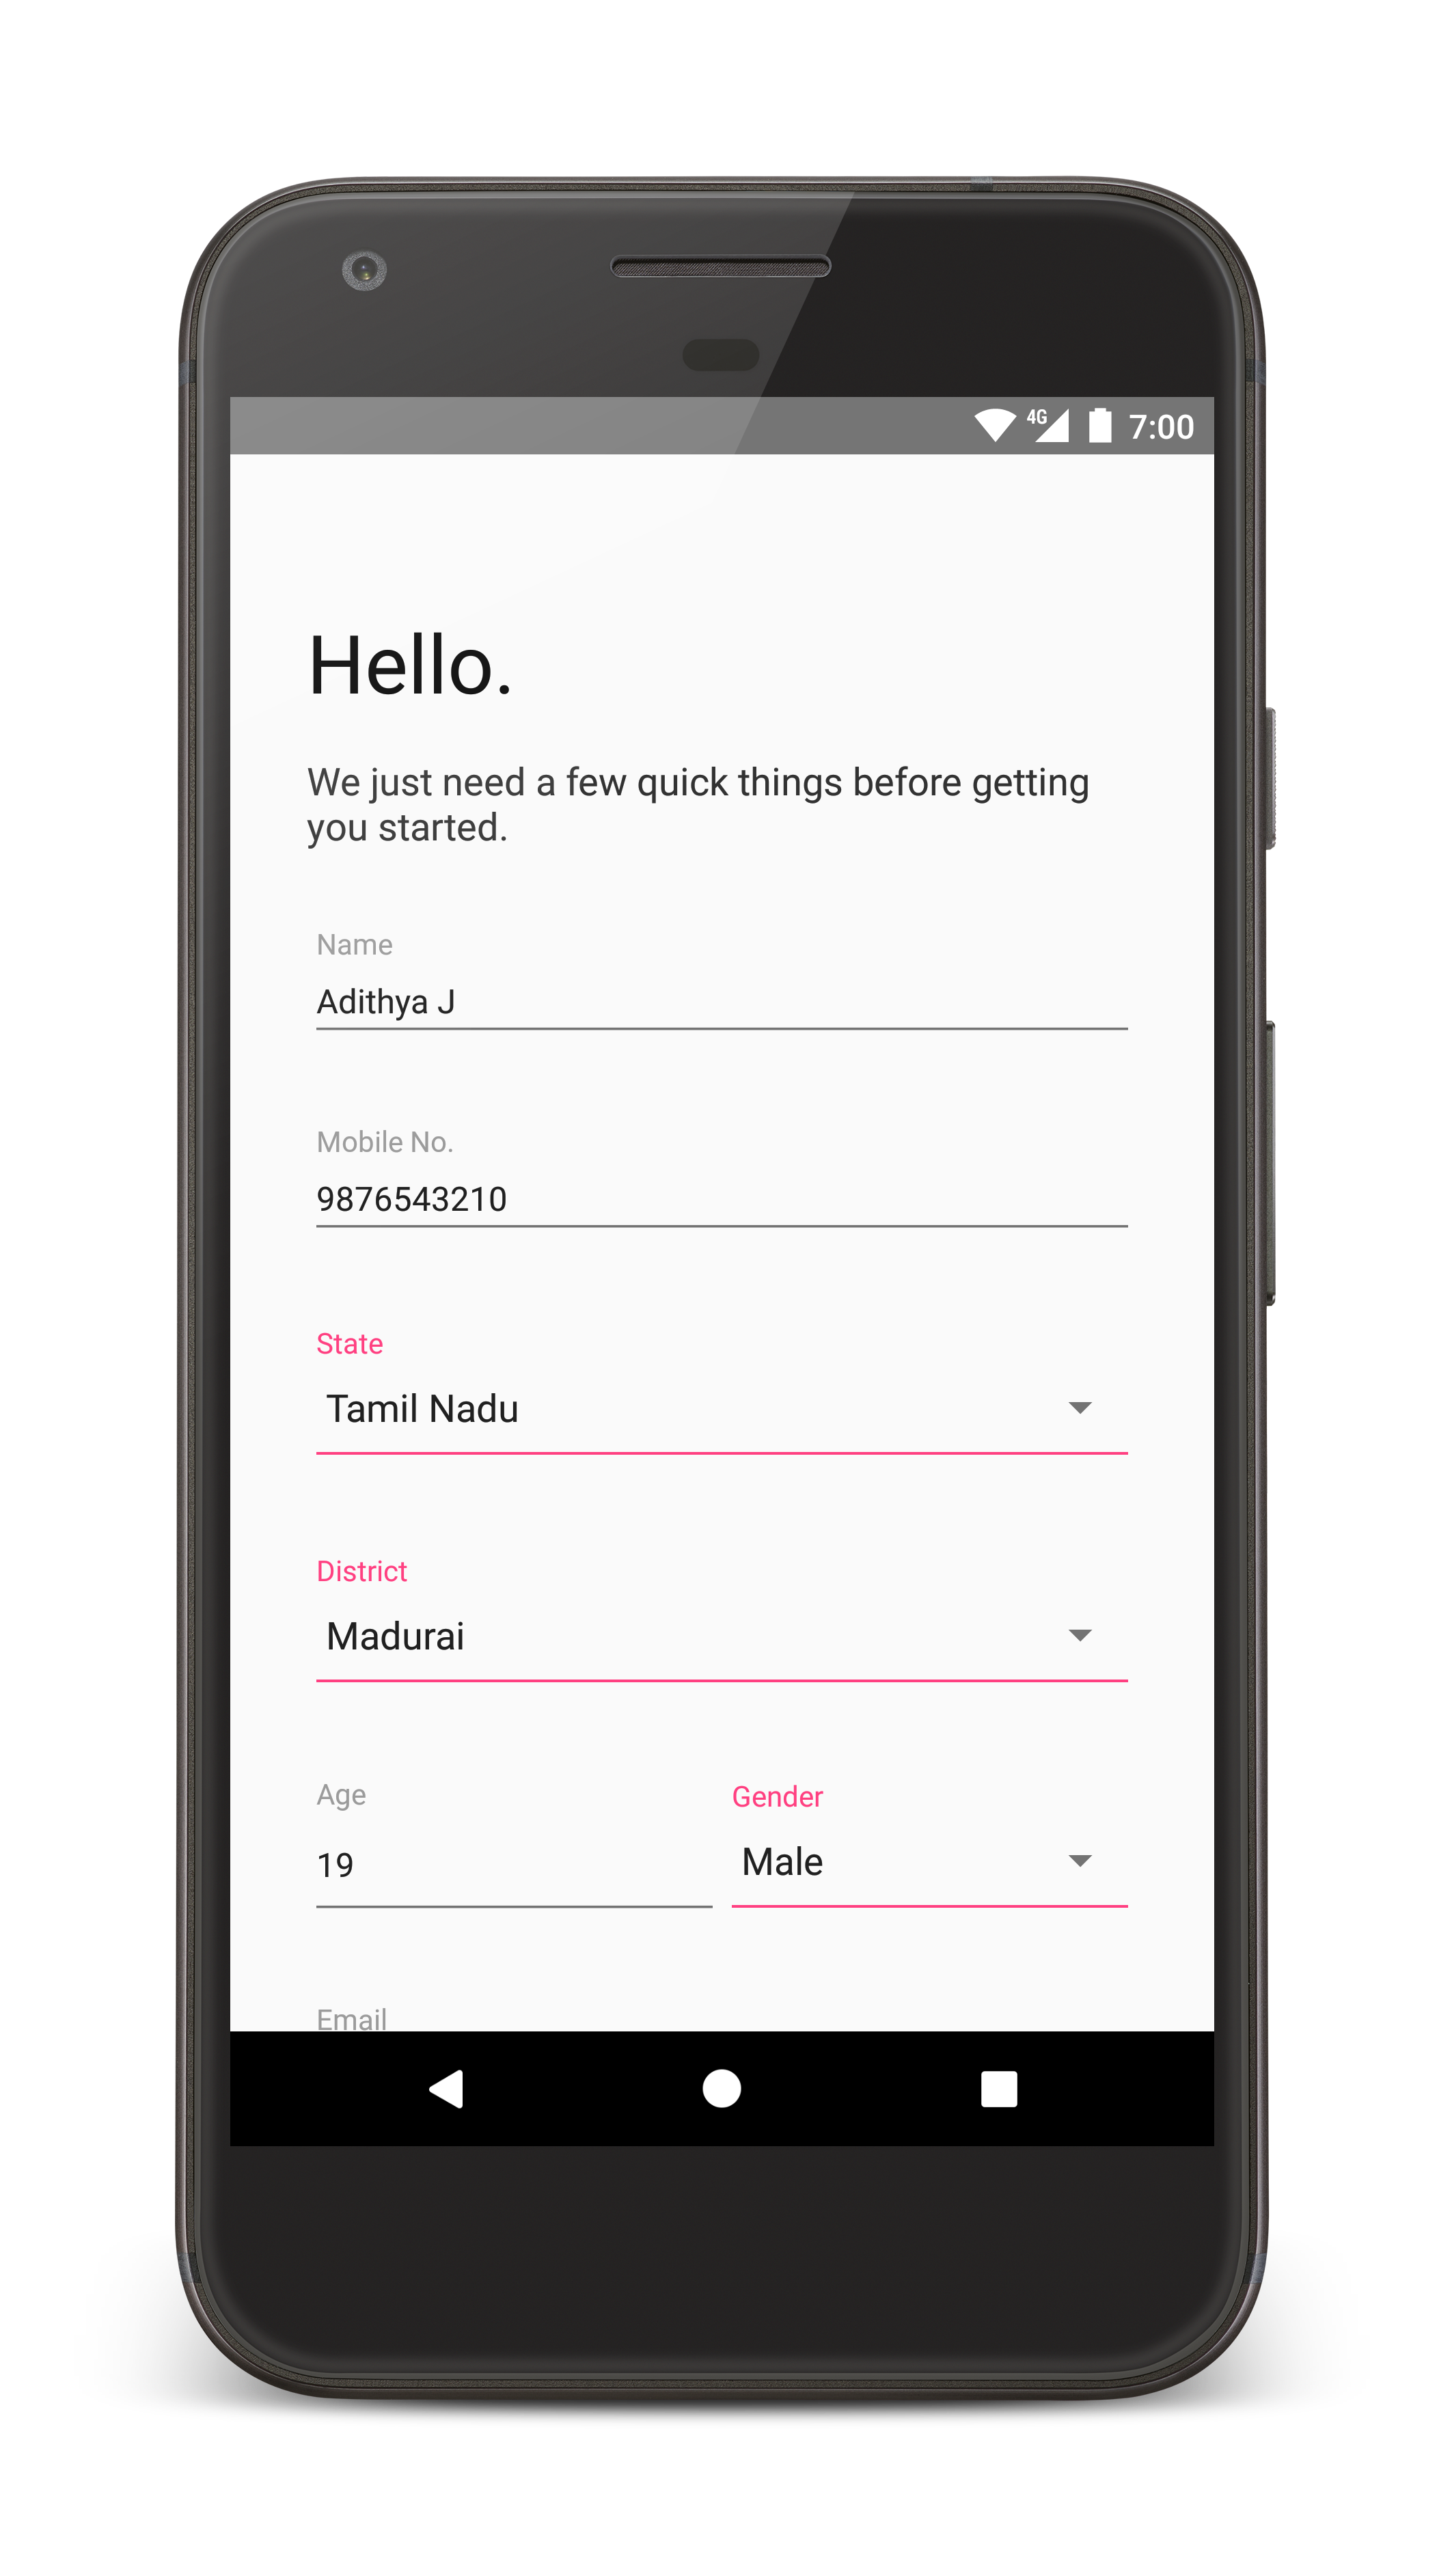 4G 7:00
Hello.
We just need a few quick things before getting
you started.
Name
Adithya J
Mobile No.
9876543210
State
Tamil Nadu
District
Madurai
Age
Gender
19
Male
Email